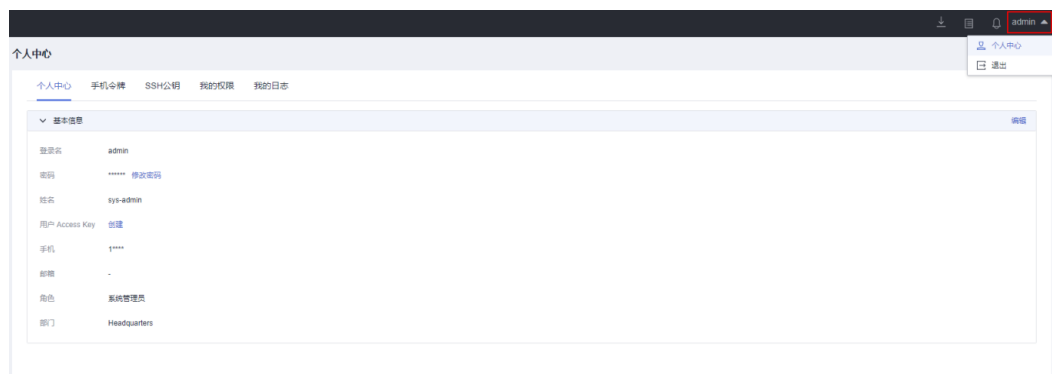 admin
个人中心
退出
个人中心
个人中心 手机令牌 SSH公钥 我的权限 我的日志
基本信息 编辑
登录名 admin
密码 ****** 修改密码
姓名 sys-admin
用户 Access Key 创建
手机 1****
邮箱 -
角色 系统管理员
部门 Headquarters